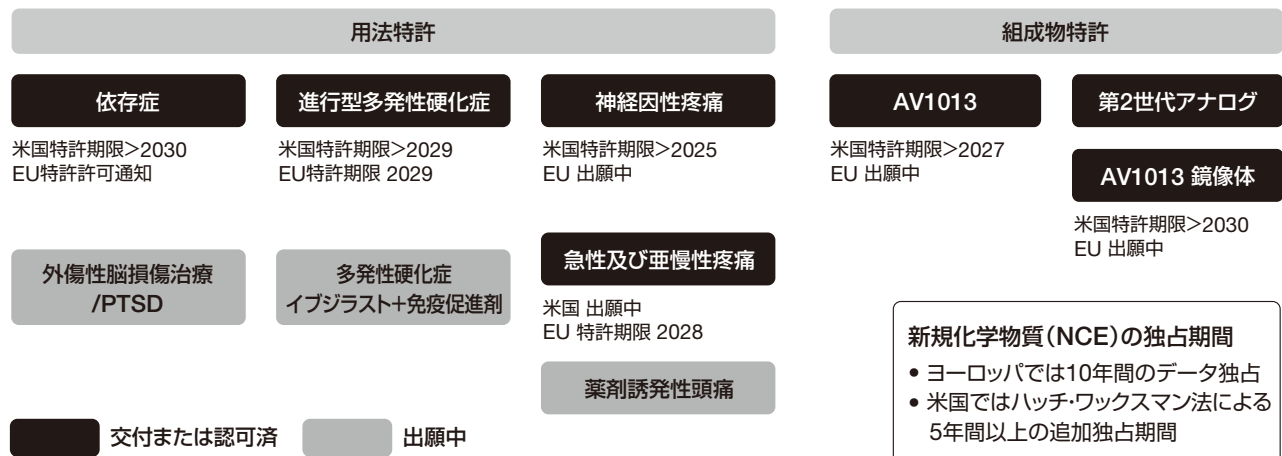 用法特許
依存症
米国特許期限>2030
EU特許許可通知
進行型多発性硬化症
米国特許期限>2029
EU特許期限 2029
神経因性疼痛
米国特許期限>2025
EU 出願中
外傷性脳損傷治療
/PTSD
多発性硬化症
イブジラスト+免疫促進剤
急性及び亜慢性疼痛
米国 出願中
EU 特許期限 2028
薬剤誘発性頭痛
組成物特許
AV1013
米国特許期限>2027
EU 出願中
第2世代アナログ
AV1013 鏡像体
米国特許期限>2030
EU 出願中
新規化学物質(NCE)の独占期間
• ヨーロッパでは10年間のデータ独占
• 米国ではハッチ・ワックスマン法による
5年間以上の追加独占期間
交付または認可済
出願中